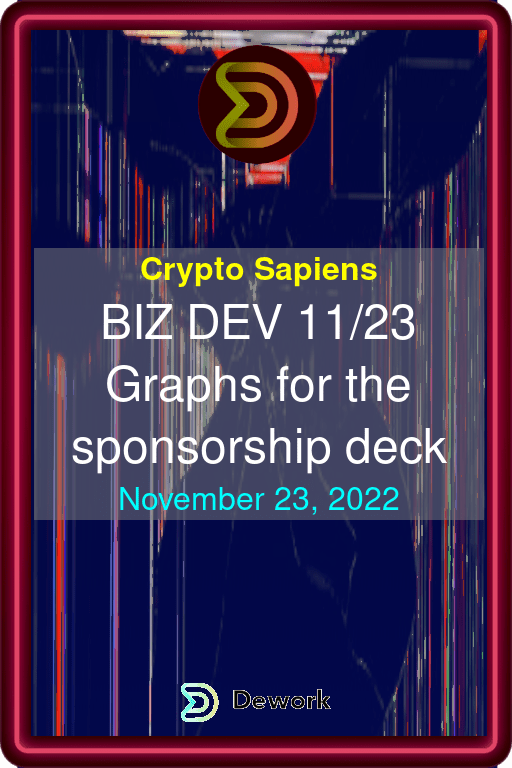 Crypto Sapiens
BIZ DEV 11/23
Graphs for the
sponsorship deck
November 23, 2022
Dework